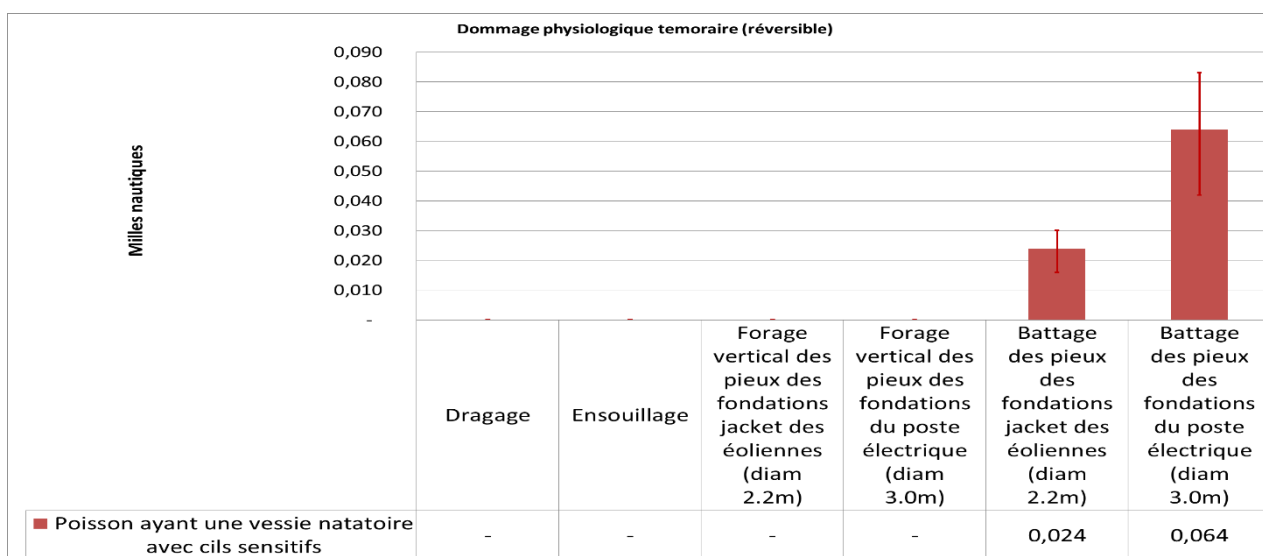 Dommage physiologique temoraire (réversible)
Milles nautiques
0,090
0,080
0,070
0,060
0,050
0,040
0,030
0,020
0,010
-
Dragage
Ensouillage
Forage
vertical des
pieux des
fondations
jacket des
éoliennes
(diam
2.2m)
Forage
vertical des
pieux des
fondations
du poste
électrique
(diam
3.0m)
Battage
des pieux
des
fondations
jacket des
éoliennes
(diam
2.2m)
Battage
des pieux
des
fondations
du poste
électrique
(diam
3.0m)
Poisson ayant une vessie natatoire
avec cils sensitifs
- - - - 0,024 0,064